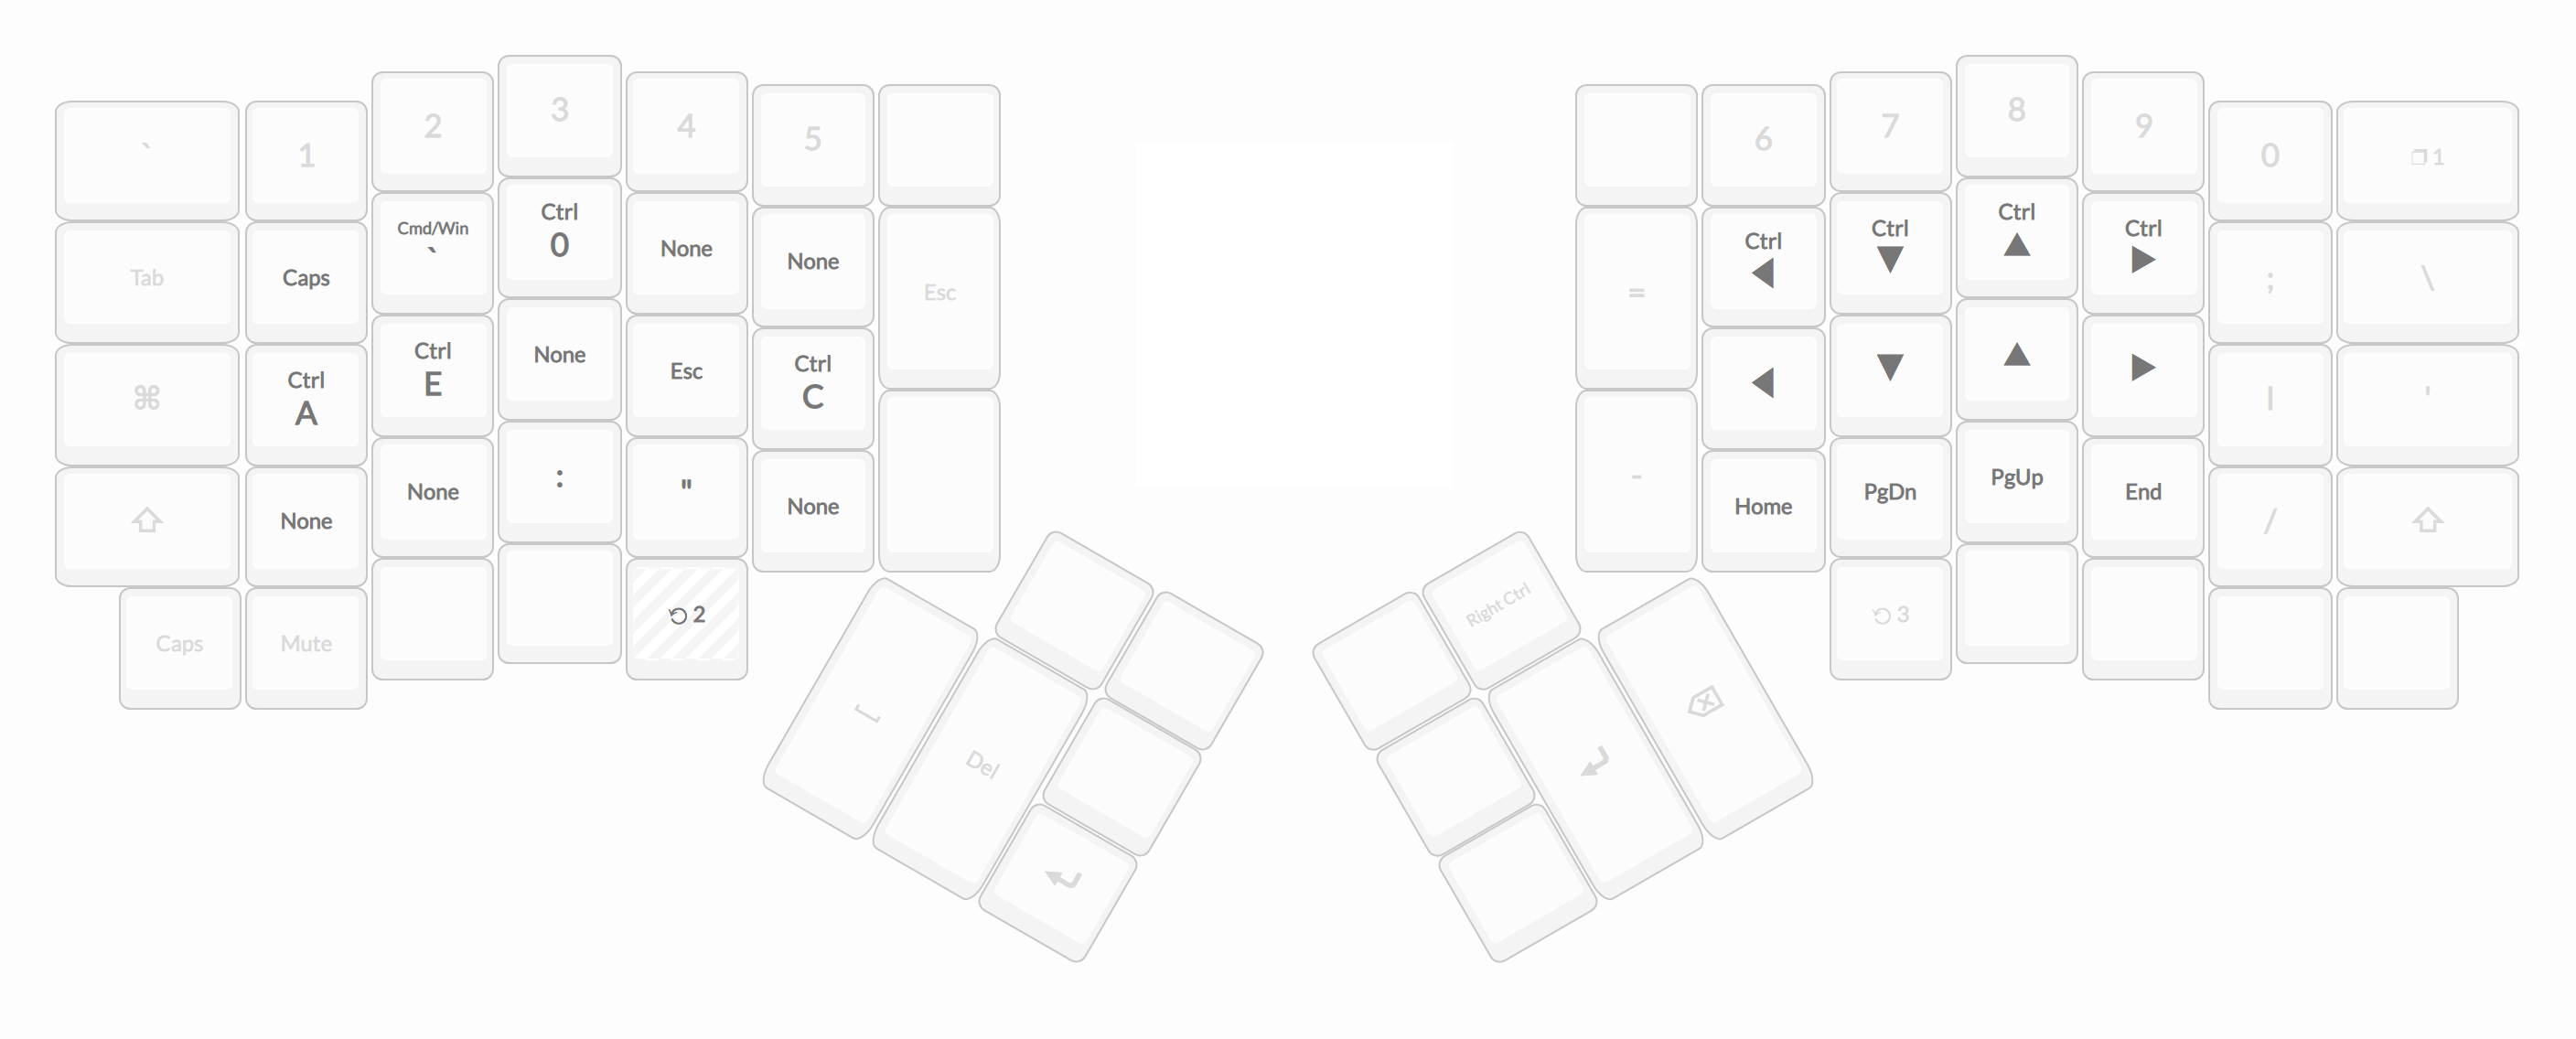 ` 1 2 3 4 5
6 7 8 9 0 1
Tab Caps Cmd/Win ` Ctrl 0 None None Esc
= Ctrl ◀ Ctrl ▼ Ctrl ▲ Ctrl ▶ ; \
⌘ Ctrl A Ctrl E None Esc Ctrl C
◀ ▼ ▲ ▶ '
None None : " None
- Home PgDn PgUp End /
Caps Mute 2
3
[ Del
Right Ctrl